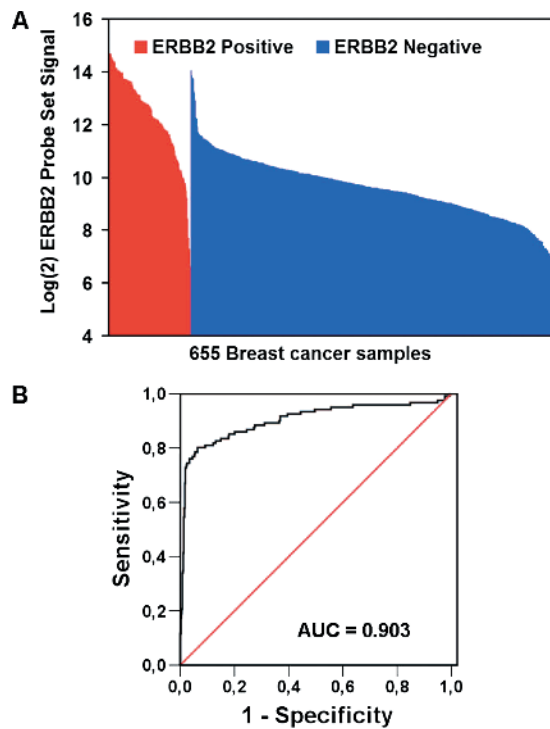 A
16
14
12
10
8
6
4
Log(2) ERBB2 Probe Set Signal
ERBB2 Positive ERBB2 Negative
655 Breast cancer samples
B
1,0
0,8
0,6
0,4
0,2
0,0
Sensitivity
AUC = 0.903
0,0 0,2 0,4 0,6 0,8 1,0
1 - Specificity